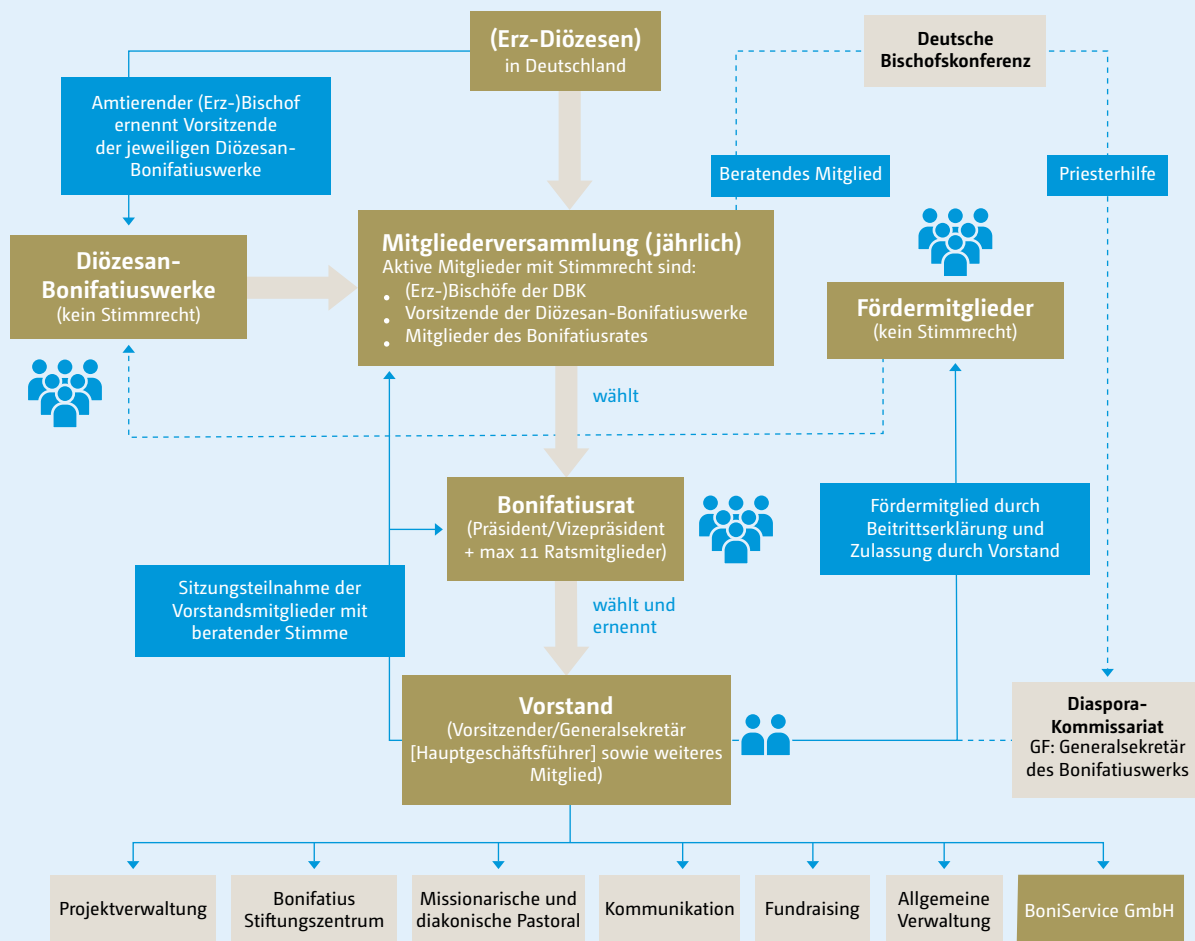 (Erz-Diözesen)
in Deutschland
Deutsche
Bischofskonferenz
Amtierender (Erz-)Bischof
ernennt Vorsitzende
der jeweiligen Diözesan-
Bonifatiuswerke
Beratendes Mitglied
Priesterhilfe
Diözesan-
Bonifatiuswerke
(kein Stimmrecht)
Mitgliederversammlung (jährlich)
Aktive Mitglieder mit Stimmrecht sind:
• (Erz-)Bischöfe der DBK
• Vorsitzende der Diözesan-Bonifatiuswerke
• Mitglieder des Bonifatiusrates
Fördermitglieder
(kein Stimmrecht)
wählt
Bonifatiusrat
(Präsident/Vizepräsident
+ max 11 Ratsmitglieder)
Fördermitglied durch
Beitrittserklärung und
Zulassung durch Vorstand
Sitzungsteilnahme der
Vorstandsmitglieder mit
beratender Stimme
wählt und
ernennt
Vorstand
(Vorsitzender/Generalsekretär
[Hauptgeschäftsführer] sowie weiteres
Mitglied)
Diaspora-
Kommissariat
GF: Generalsekretär
des Bonifatiuswerks
Projektverwaltung
Bonifatius
Stiftungszentrum
Missionarische und
diakonische Pastoral
Kommunikation
Fundraising
Allgemeine
Verwaltung
BoniService GmbH